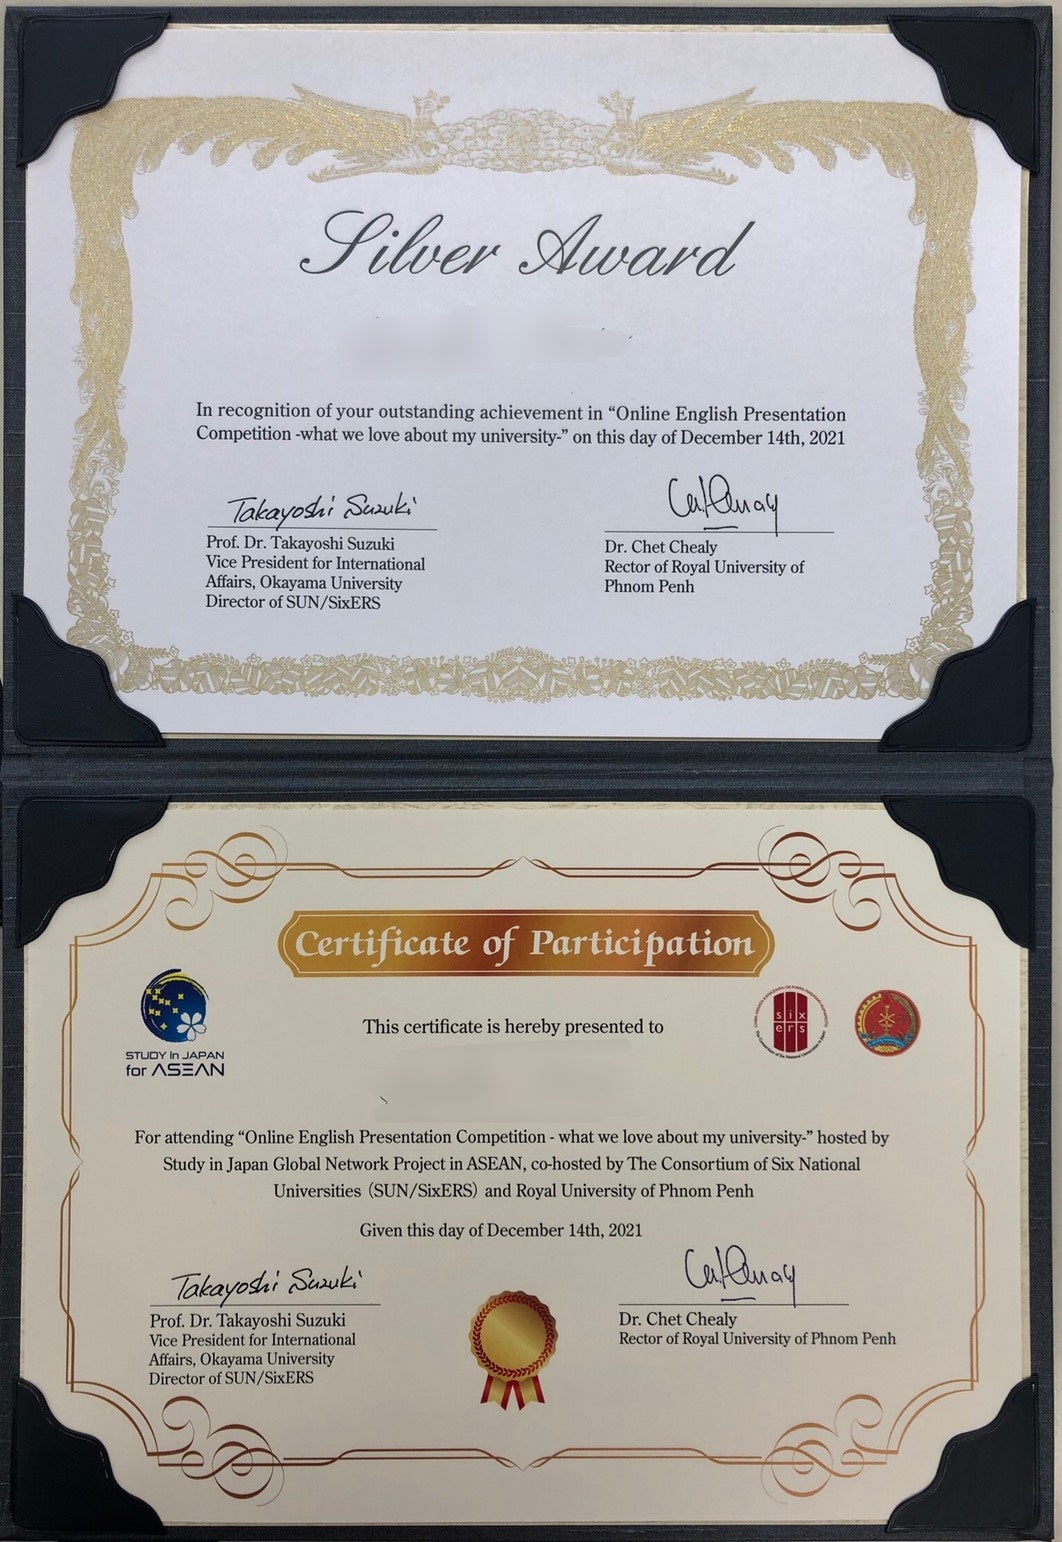 Silver Award
In recognition of your outstanding achievement in “Online English Presentation
Competition -what we love about my university-” on this day of December 14th, 2021
Takayoshi Suzuki
Prof. Dr. Takayoshi Suzuki
Vice President for International
Affairs, Okayama University
Director of SUN/SixERS
Dr. Chet Chealy
Rector of Royal University of
Phnom Penh
Certificate of Participation
STUDY in JAPAN
for ASEAN
six
ers
This certificate is hereby presented to
For attending “Online English Presentation Competition - what we love about my university-” hosted by
Study in Japan Global Network Project in ASEAN, co-hosted by The Consortium of Six National
Universities (SUN/SixERS) and Royal University of Phnom Penh
Given this day of December 14th, 2021
Takayoshi Suzuki
Prof. Dr. Takayoshi Suzuki
Vice President for International
Affairs, Okayama University
Director of SUN/SixERS
Dr. Chet Chealy
Rector of Royal University of Phnom Penh